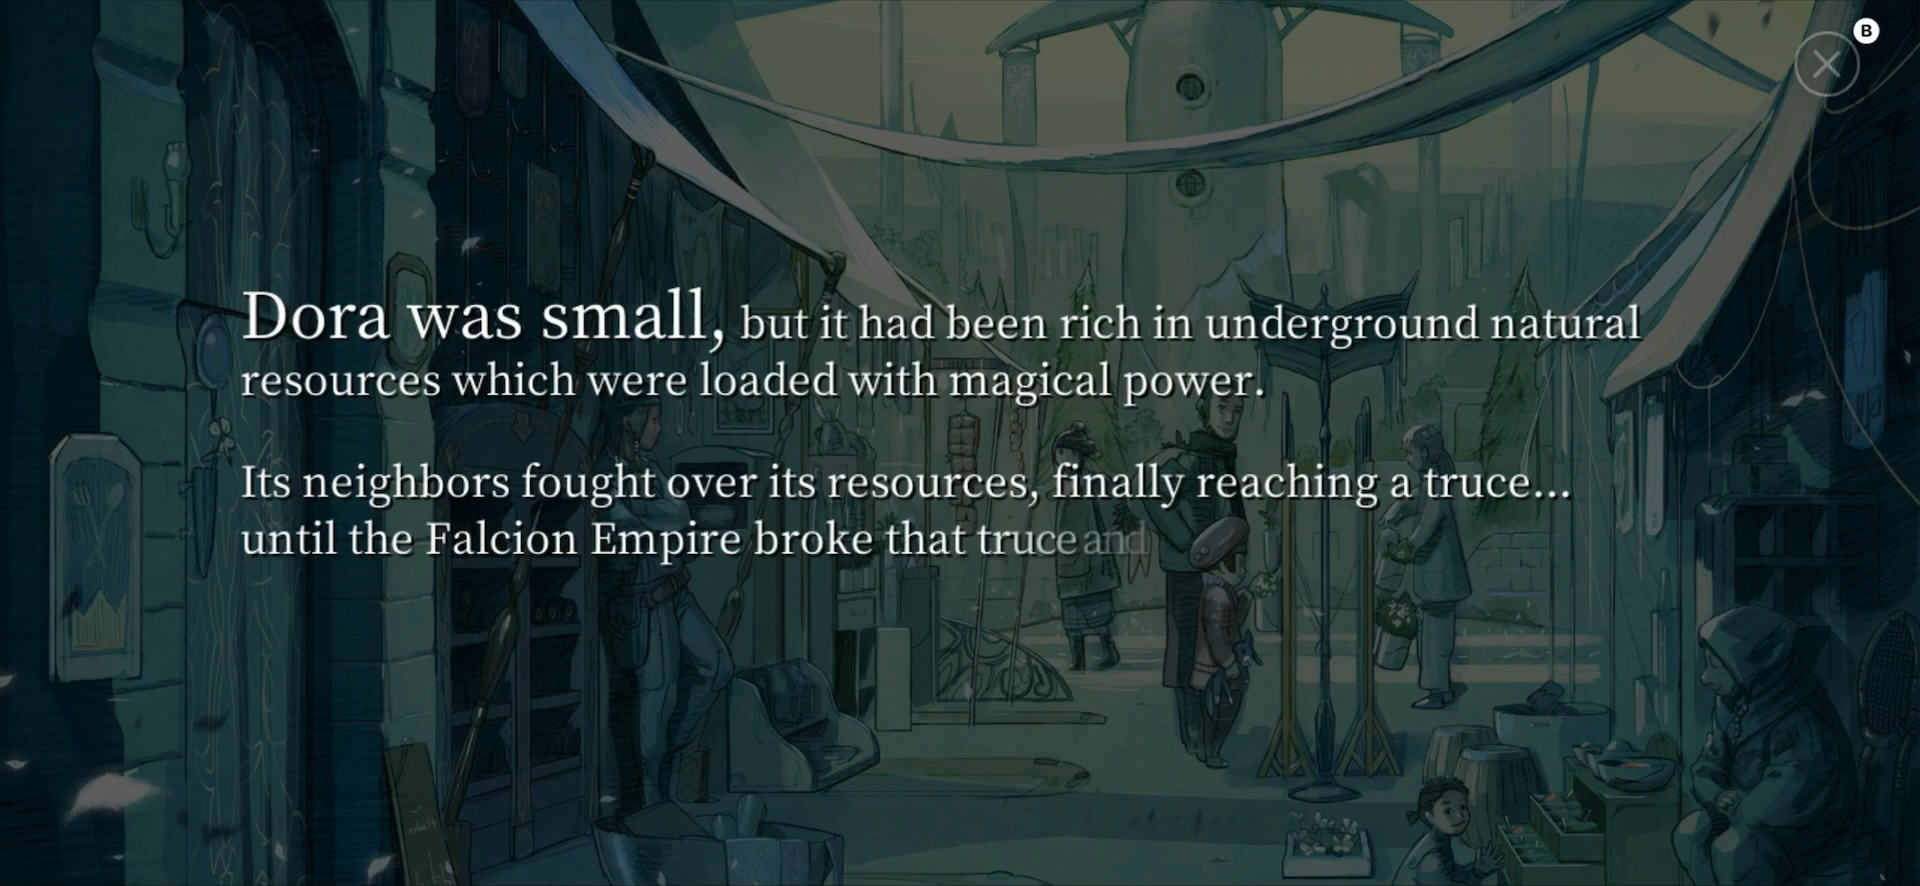 B
Dora was small, but it had been rich in underground natural
resources which were loaded with magical power.
Its neighbors fought over its resources, finally reaching a truce...
until the Falcion Empire broke that truce and